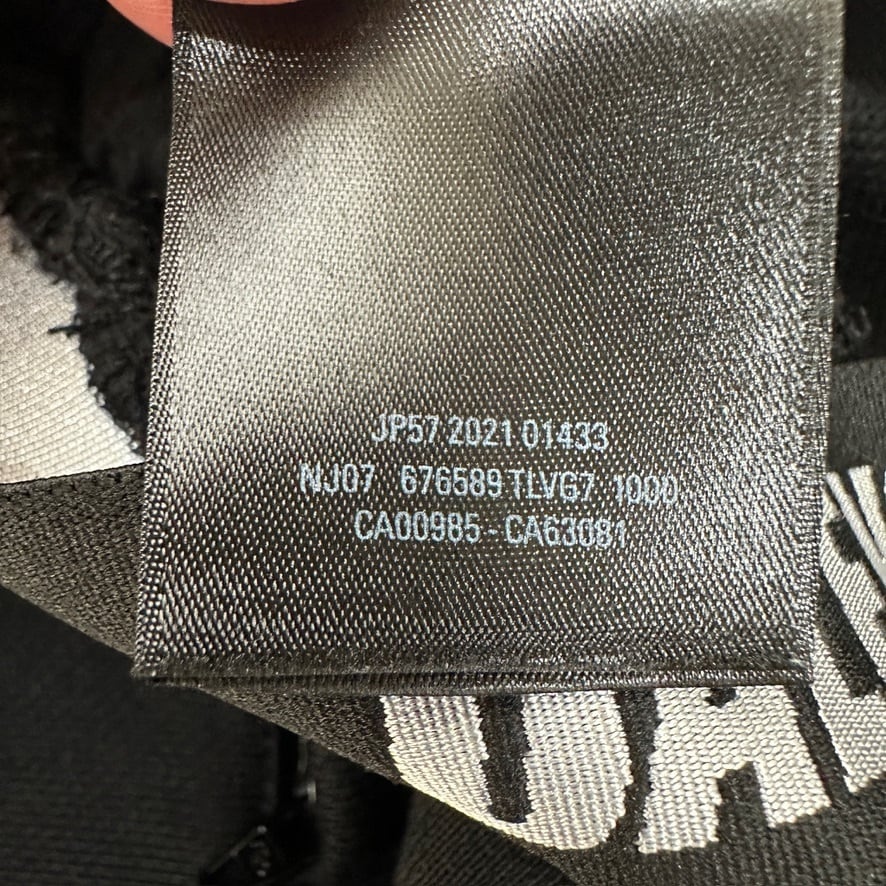 JP57 2021 01433
NJ07 676589 TLVG7 1000
CA00985 - CA63081